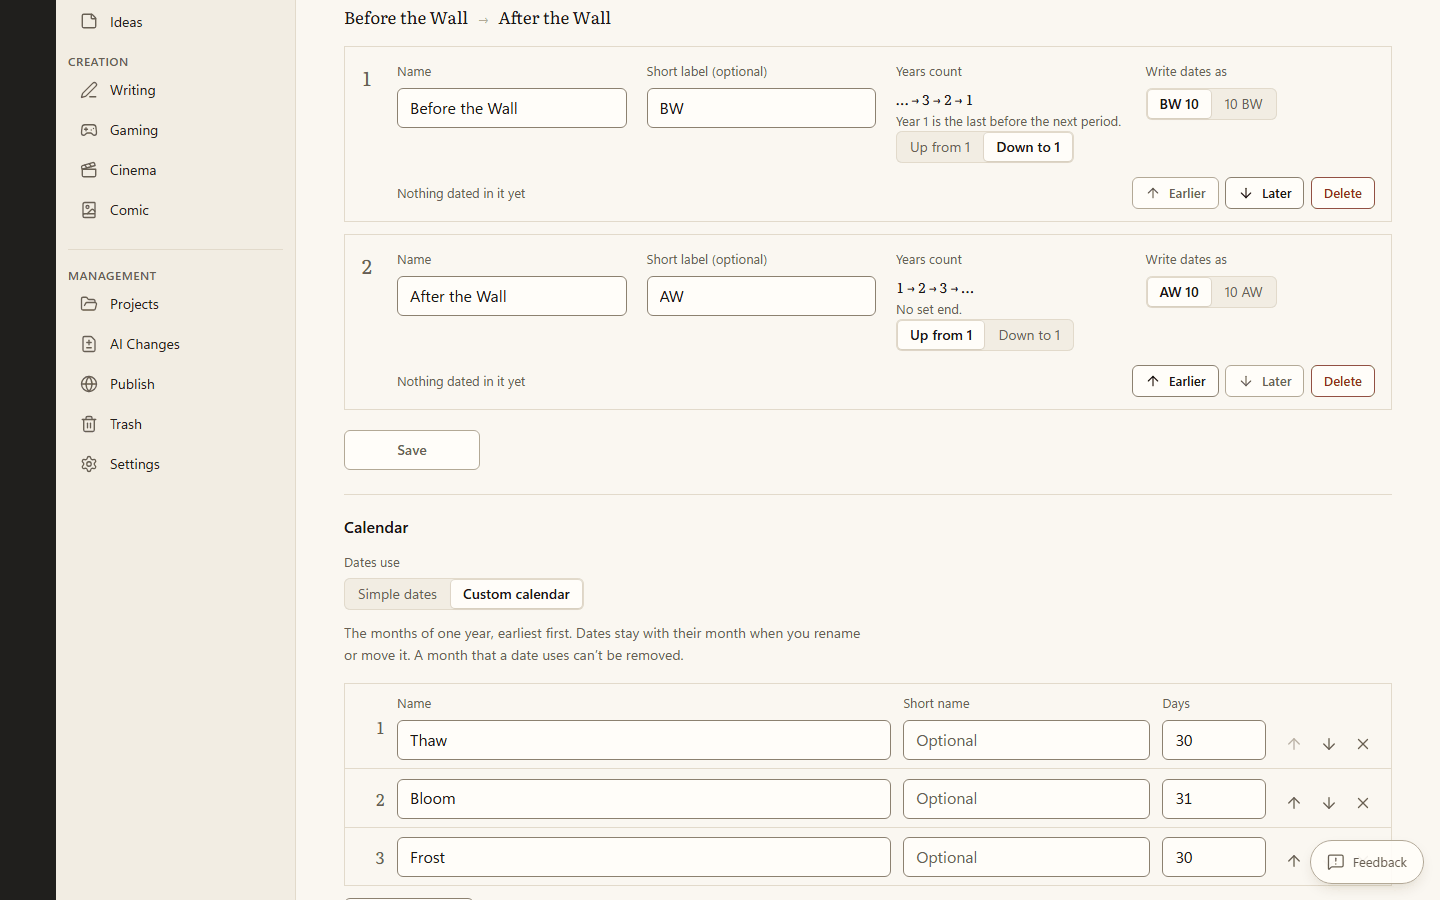 Ideas
CREATION
Writing
Gaming
Cinema
Comic
MANAGEMENT
Projects
AI Changes
Publish
Trash
Settings
Before the Wall → After the Wall
1
Name
Short label (optional)
Years count
Write dates as
Before the Wall
BW
... → 3 → 2 → 1
Year 1 is the last before the next period.
Up from 1
Down to 1
BW 10
10 BW
Nothing dated in it yet
Earlier
Later
Delete
2
Name
Short label (optional)
Years count
Write dates as
After the Wall
AW
1 → 2 → 3 → ...
No set end.
Up from 1
Down to 1
AW 10
10 AW
Nothing dated in it yet
Earlier
Later
Delete
Save
Calendar
Dates use
Simple dates
Custom calendar
The months of one year, earliest first. Dates stay with their month when you rename
or move it. A month that a date uses can't be removed.
Name
Short name
Days
1
Thaw
Optional
30
2
Bloom
Optional
31
3
Frost
Optional
30
Feedback